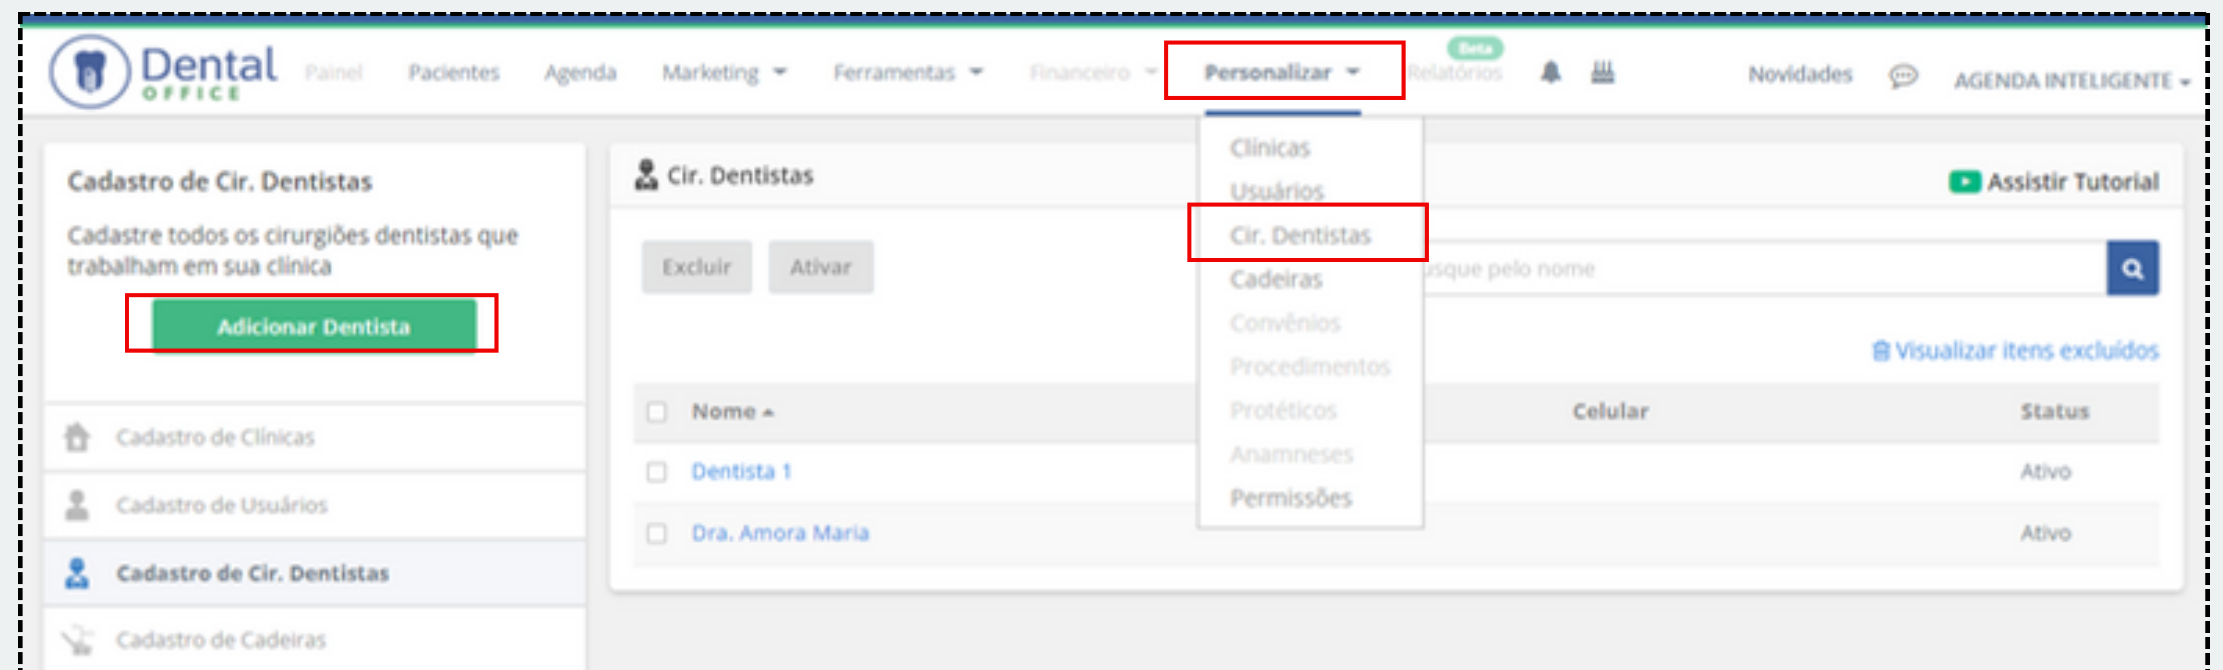 Dental
OFFICE
Painel
Pacientes
Agenda
Marketing
Ferramentas
Financeiro
Personalizar
Beta
Relatórios
Novidades
AGENDA INTELIGENTE
Cadastro de Cir. Dentistas
Cadastre todos os cirurgiões dentistas que
trabalham em sua clínica
Adicionar Dentista
Cadastro de Clínicas
Cadastro de Usuários
Cadastro de Cir. Dentistas
Cadastro de Cadeiras
Clínicas
Usuários
Cir. Dentistas
Cadeiras
Convênios
Procedimentos
Protéticos
Anamneses
Permissões
Cir. Dentistas
Assistir Tutorial
Excluir
Ativar
usque pelo nome
Visualizar itens excluídos
Nome
Celular
Status
Dentista 1
Ativo
Dra. Amora Maria
Ativo